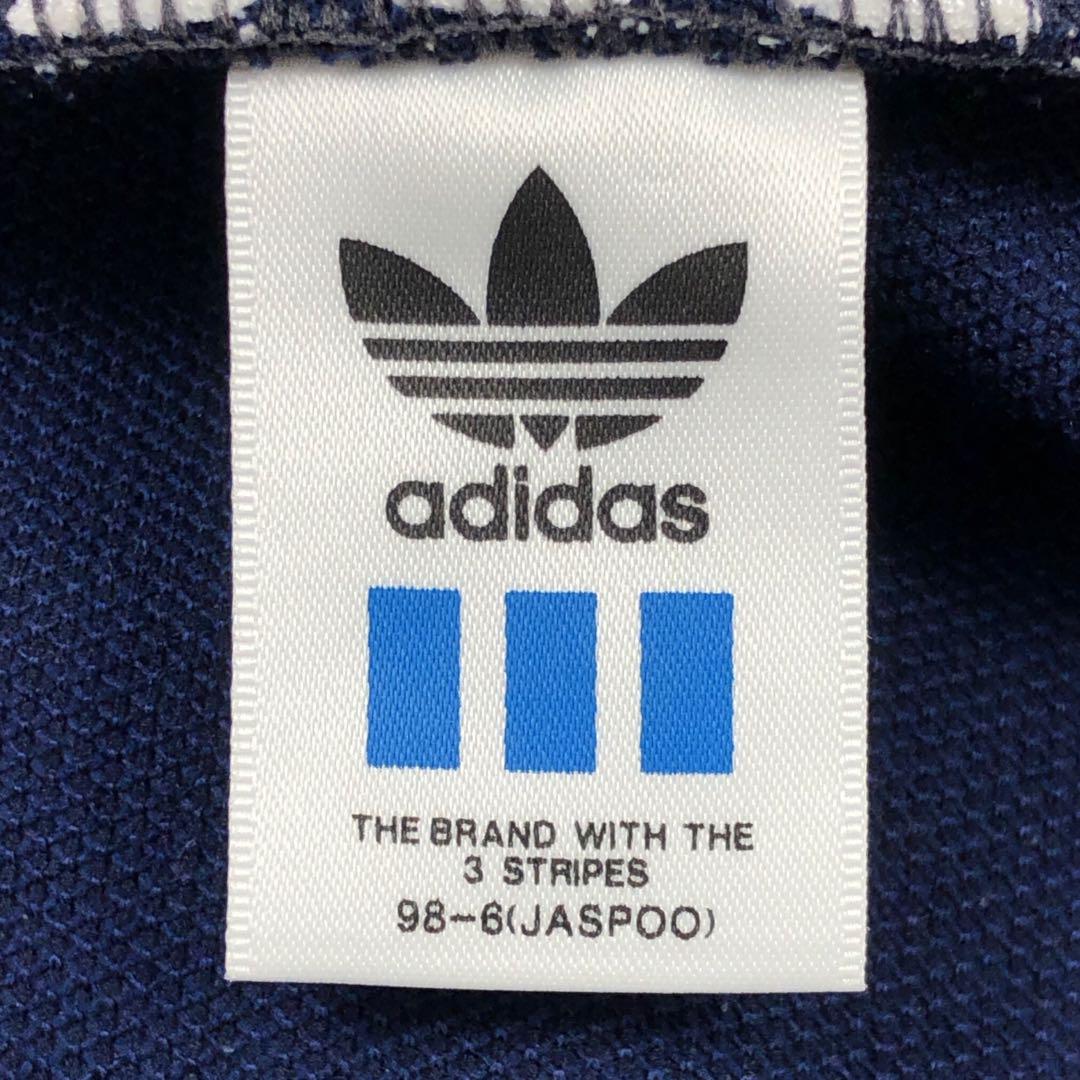 adidas
THE BRAND WITH THE
3 STRIPES
98-6(JASPOO)